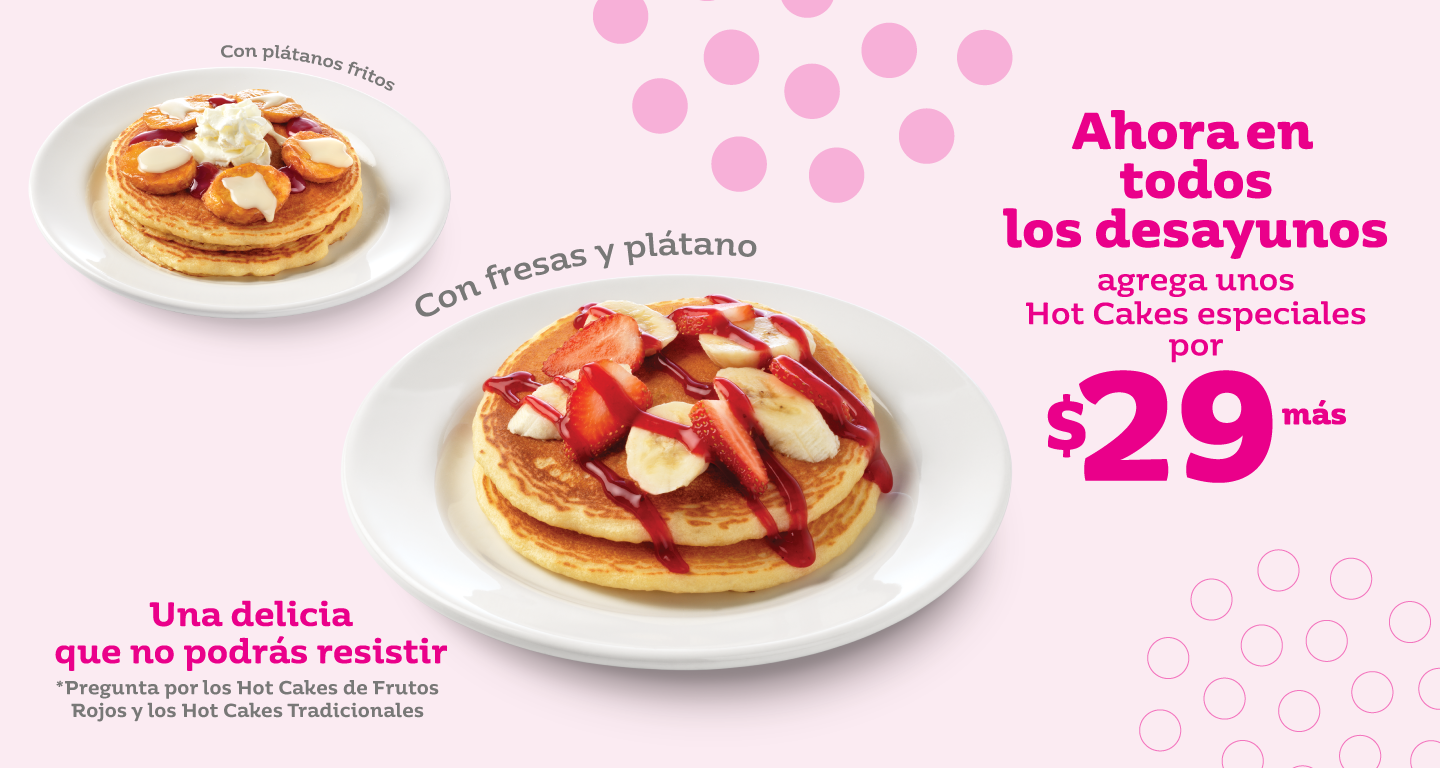 Con plátanos fritos
Con fresas y plátano
Ahora en
todos
los desayunos
agrega unos
Hot Cakes especiales
por
$29 más
Una delicia
que no podrás resistir
*Pregunta por los Hot Cakes de Frutos
Rojos y los Hot Cakes Tradicionales